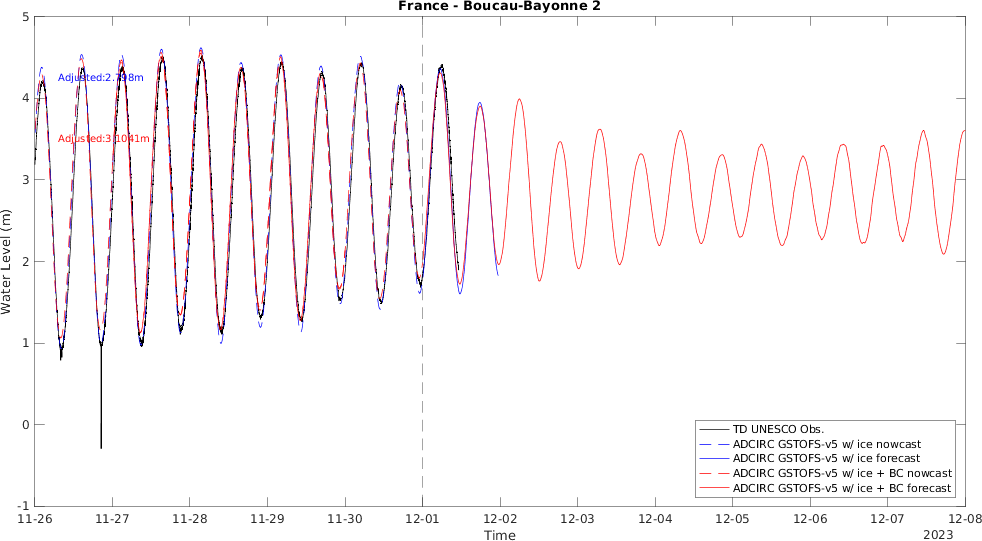 France - Boucau-Bayonne 2
5
4
3
2
1
0
-1
Water Level (m)
Adjusted:2.798m
Adjusted:3.1041m
TD UNESCO Obs.
ADCIRC GSTOFS-v5 w/ ice nowcast
ADCIRC GSTOFS-v5 w/ ice forecast
ADCIRC GSTOFS-v5 w/ ice + BC nowcast
ADCIRC GSTOFS-v5 w/ ice + BC forecast
11-26 11-27 11-28 11-29 11-30 12-01 12-02 12-03 12-04 12-05 12-06 12-07 12-08
Time
2023